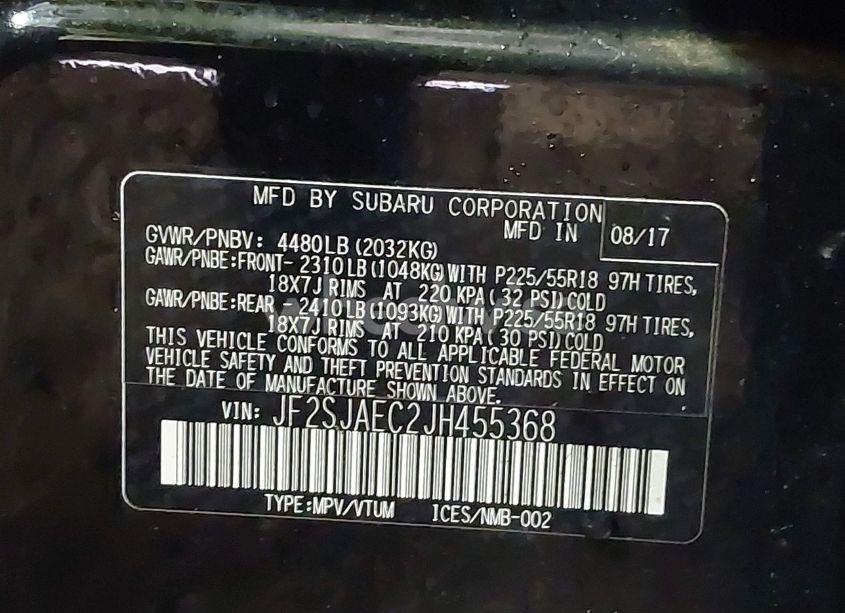 MFD BY SUBARU CORPORATION
MFD IN 08/17
GVWR/PNBV: 4480LB (2032KG)
GAWR/PNBE:FRONT- 2310LB (1048KG) WITH P225/55R18 97H TIRES,
18X7J RIMS AT 220 KPA ( 32 PSI) COLD
GAWR/PNBE:REAR - 2410LB (1093KG) WITH P225/55R18 97H TIRES,
18X7J RIMS AT 210 KPA ( 30 PSI) COLD
THIS VEHICLE CONFORMS TO ALL APPLICABLE FEDERAL MOTOR
VEHICLE SAFETY AND THEFT PREVENTION STANDARDS IN EFFECT ON
THE DATE OF MANUFACTURE SHOWN ABOVE.
VIN: JF2SJAEC2JH455368
TYPE:MPV/VTUM ICES/NMB-002